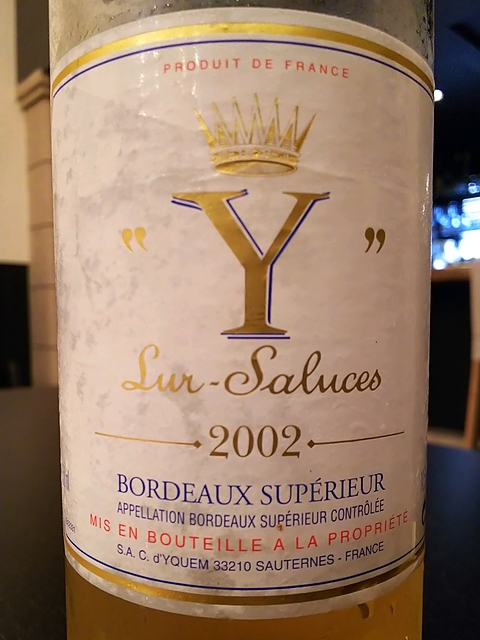 PRODUIT DE FRANCE
" Y "
Lur-Saluces
2002
BORDEAUX SUPÉRIEUR
APPELLATION BORDEAUX SUPÉRIEUR CONTRÔLÉE
MIS EN BOUTEILLE A LA PROPRIÉTÉ
S.A. C. d'YQUEM 33210 SAUTERNES - FRANCE